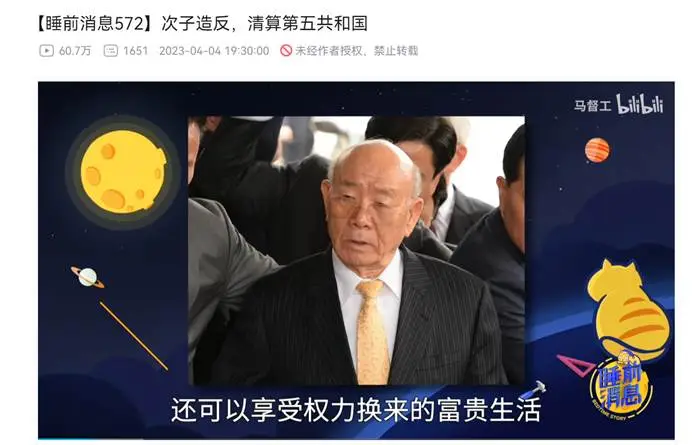 【睡前消息572】次子造反，清算第五共和国
60.7万 1651 2023-04-04 19:30:00 未经作者授权，禁止转载
马督工 bilibili
睡前
消息
BEDTIME STORY
还可以享受权力换来的富贵生活